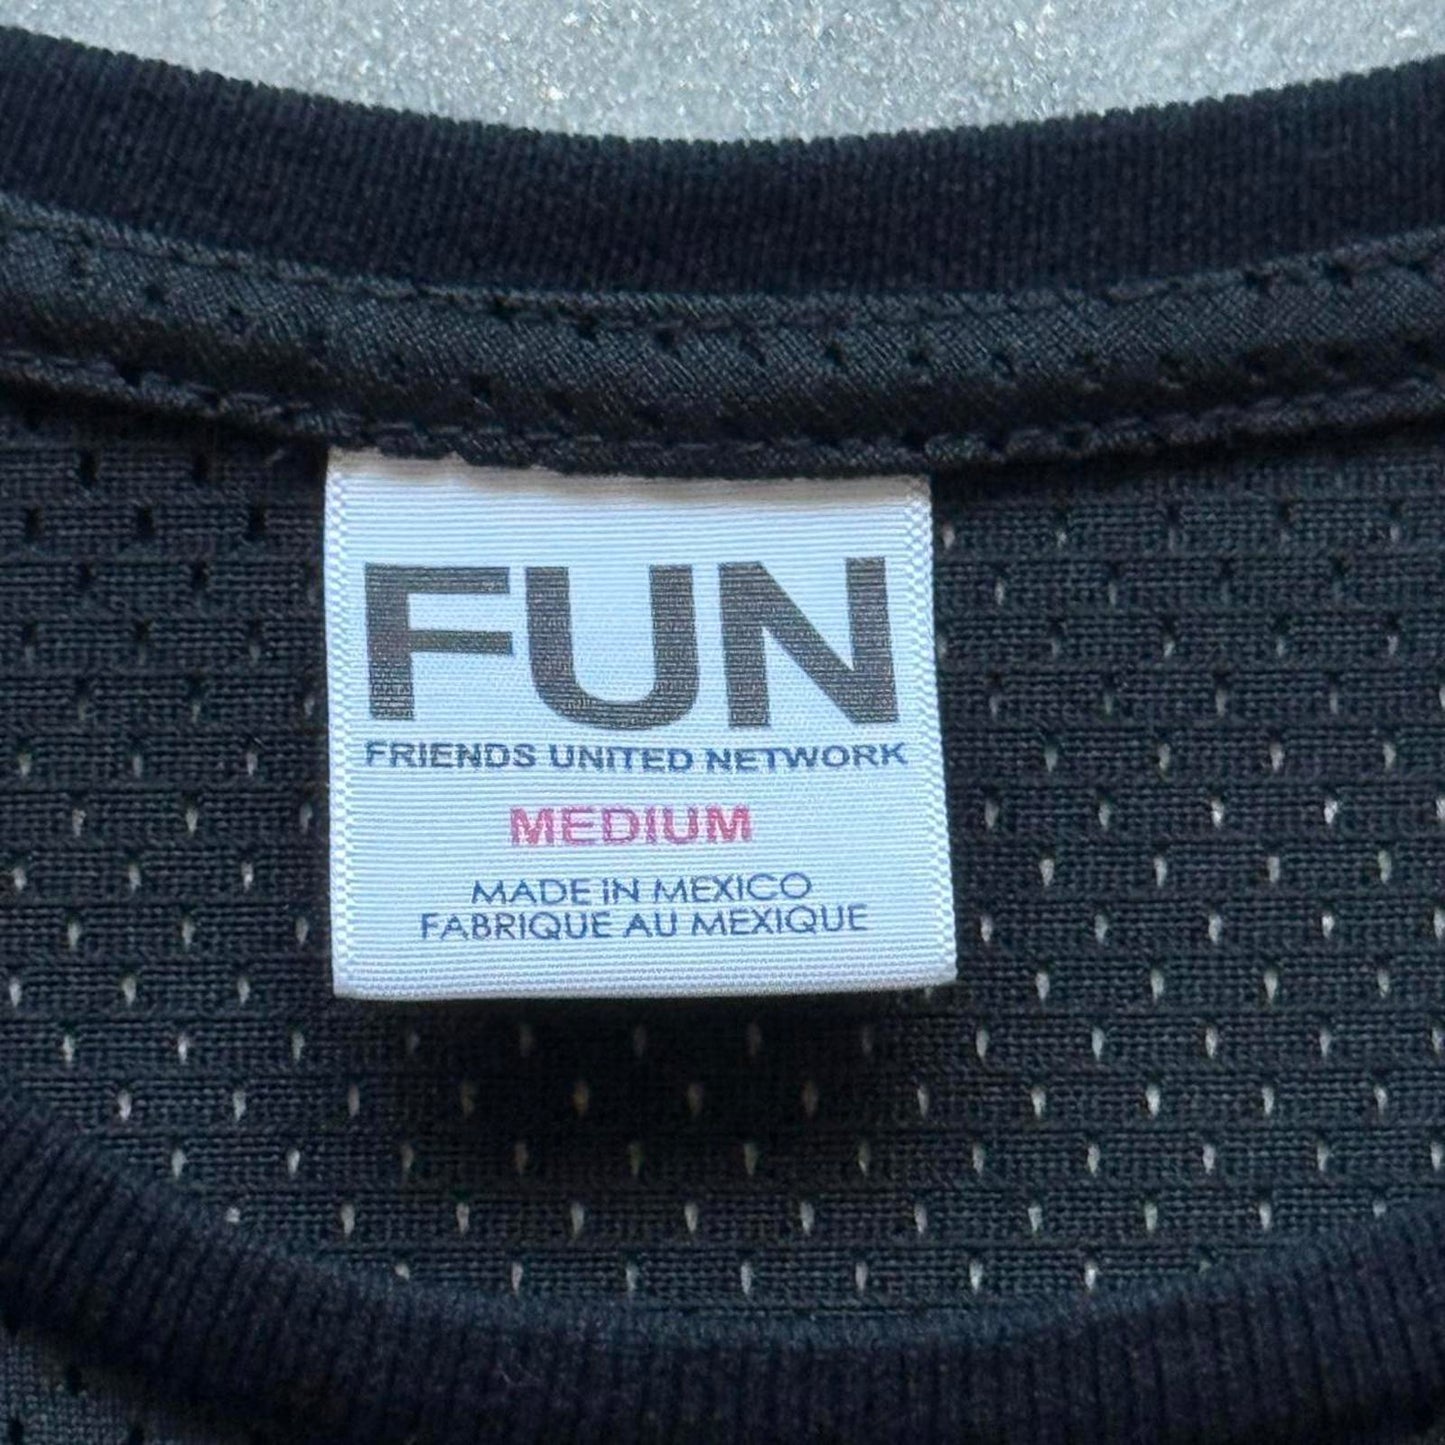 FUN
FRIENDS UNITED NETWORK
MEDIUM
MADE IN MEXICO
FABRIQUE AU MEXIQUE